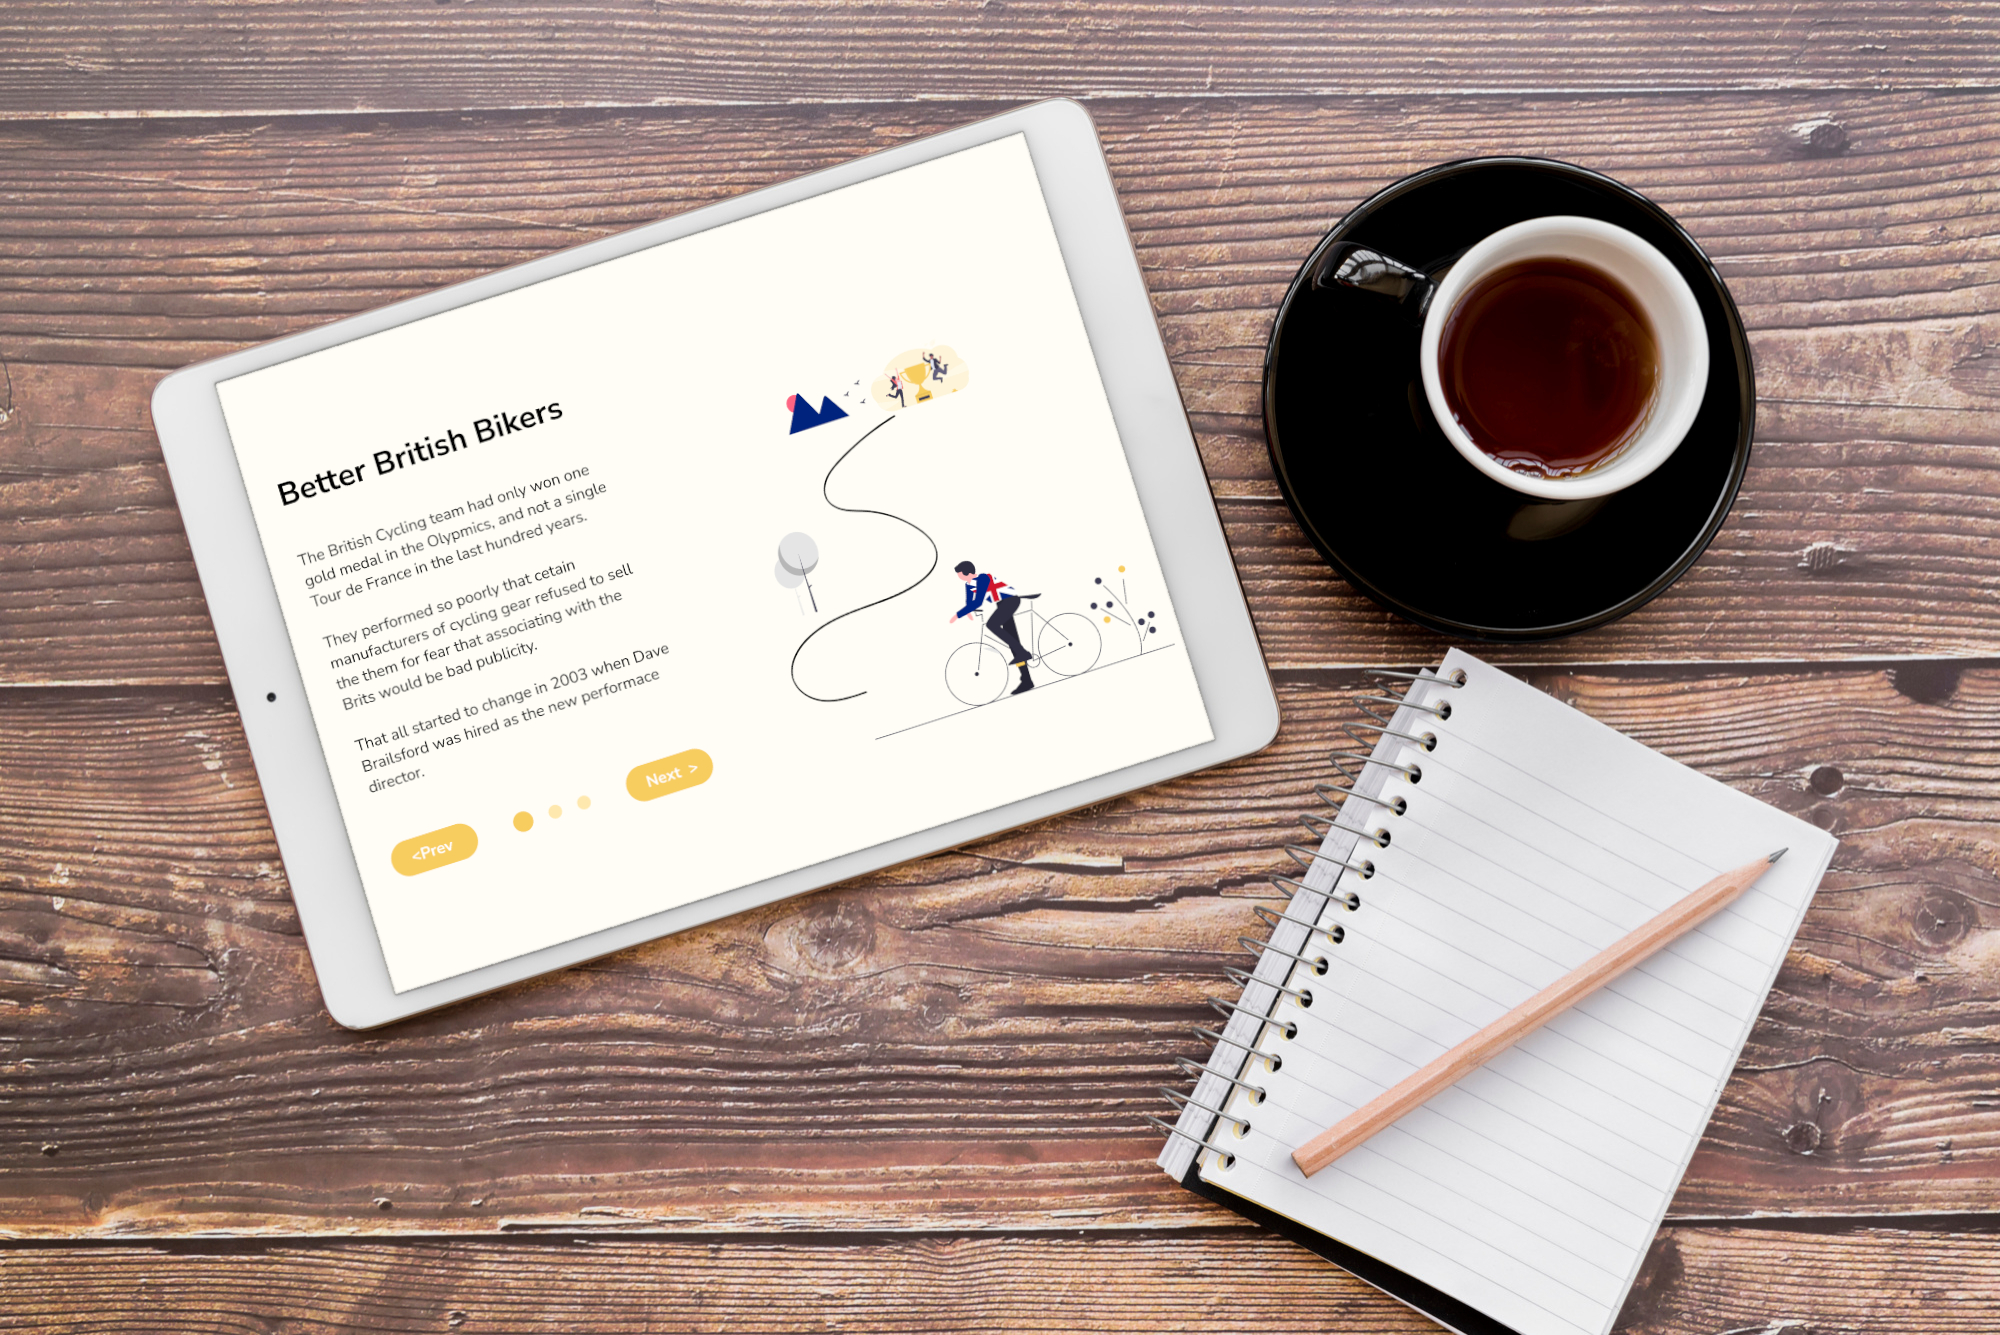 Better British Bikers
The British Cycling team had only won one
gold medal in the Olypmics, and not a single
Tour de France in the last hundred years.
They performed so poorly that cetain
manufacturers of cycling gear refused to sell
the them for fear that associating with the
Brits would be bad publicity.
That all started to change in 2003 when Dave
Brailsford was hired as the new performace
director.
<Prev
Next >